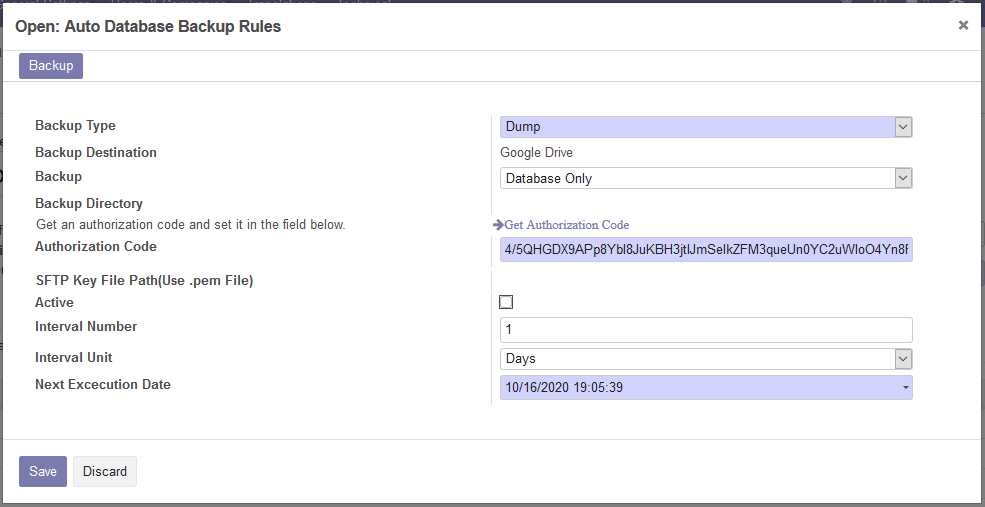 Open: Auto Database Backup Rules
Backup
Backup Type
Dump
Backup Destination
Google Drive
Backup
Database Only
Backup Directory
Get an authorization code and set it in the field below.
Get Authorization Code
Authorization Code
SFTP Key File Path(Use .pem File)
Active
Interval Number
1
Interval Unit
Days
Next Excecution Date
10/16/2020 19:05:39
Save
Discard